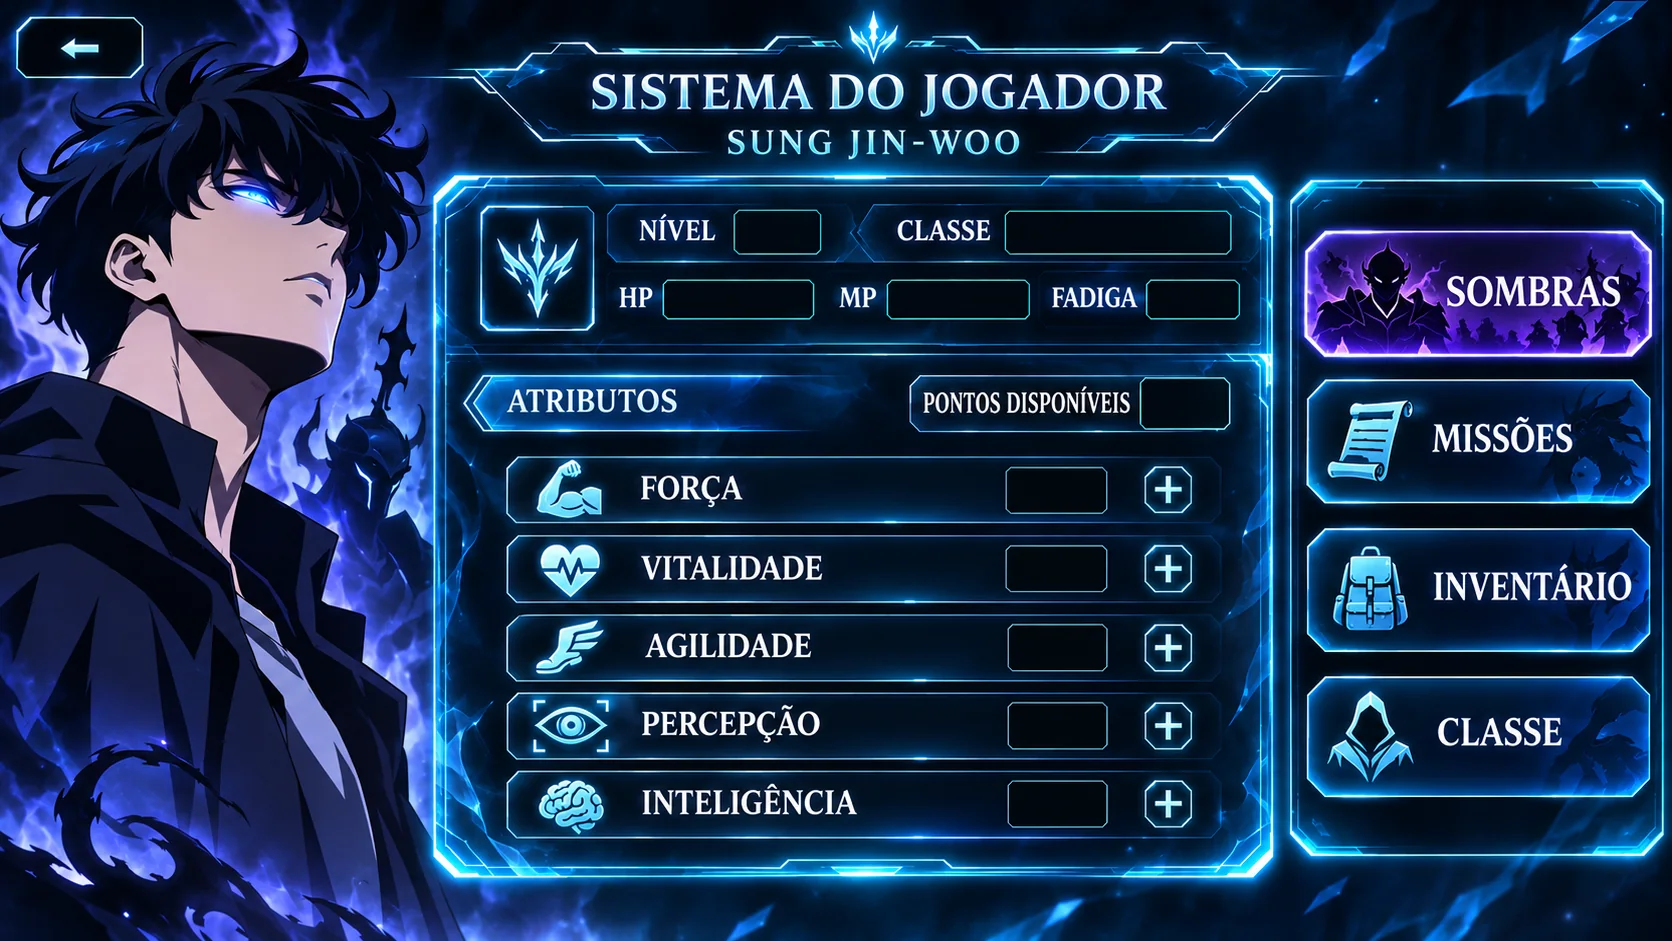 SISTEMA DO JOGADOR
SUNG JIN-WOO
NÍVEL
CLASSE
HP
MP
FADIGA
ATRIBUTOS
PONTOS DISPONÍVEIS
FORÇA
VITALIDADE
AGILIDADE
PERCEPÇÃO
INTELIGÊNCIA
SOMBRAS
MISSÕES
INVENTÁRIO
CLASSE